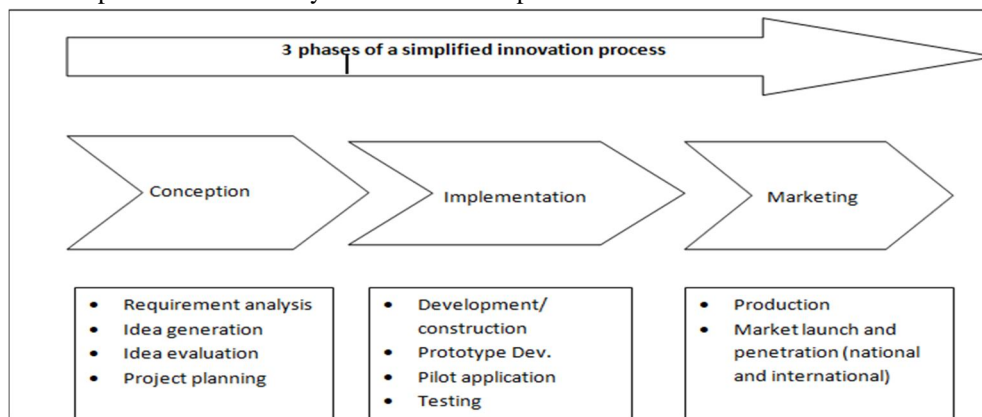 3 phases of a simplified innovation process
Conception
Implementation
Marketing
• Requirement analysis
• Idea generation
• Idea evaluation
• Project planning
• Development/
construction
• Prototype Dev.
• Pilot application
• Testing
• Production
• Market launch and
penetration (national
and international)